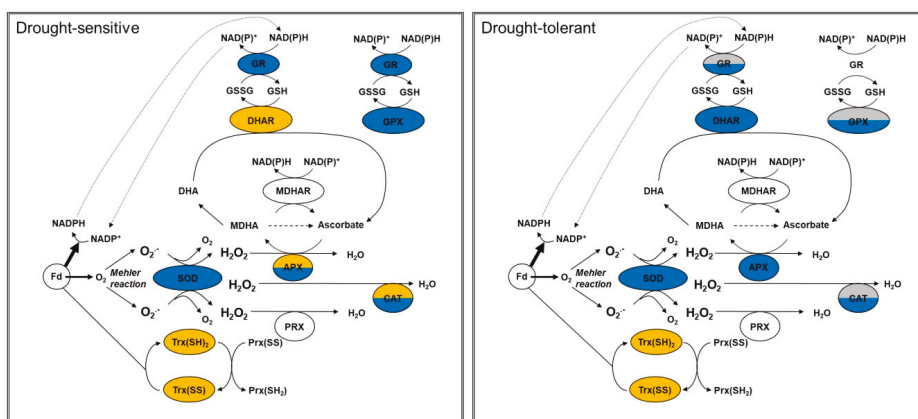 Drought-sensitive
NAD(P)⁺ NAD(P)H NAD(P)⁺ NAD(P)H
GR GR
GSSG GSH GSSG GSH
DHAR GPX
NAD(P)H NAD(P)⁺
DHA MDHAR
NADPH MDHA Ascorbate
NADP⁺
O₂·⁻ O₂ H₂O₂ H₂O
APX
Fd O₂ Mehler SOD H₂O₂ H₂O
reaction CAT
O₂·⁻ O₂ H₂O₂ H₂O
PRX
Trx(SH)₂ Prx(SS)
Trx(SS) Prx(SH₂)
Drought-tolerant
NAD(P)⁺ NAD(P)H NAD(P)⁺ NAD(P)H
GR GR
GSSG GSH GSSG GSH
DHAR GPX
NAD(P)H NAD(P)⁺
DHA MDHAR
NADPH MDHA Ascorbate
NADP⁺
O₂·⁻ O₂ H₂O₂ H₂O
APX
Fd O₂ Mehler SOD H₂O₂ H₂O
reaction CAT
O₂·⁻ O₂ H₂O₂ H₂O
PRX
Trx(SH)₂ Prx(SS)
Trx(SS) Prx(SH₂)